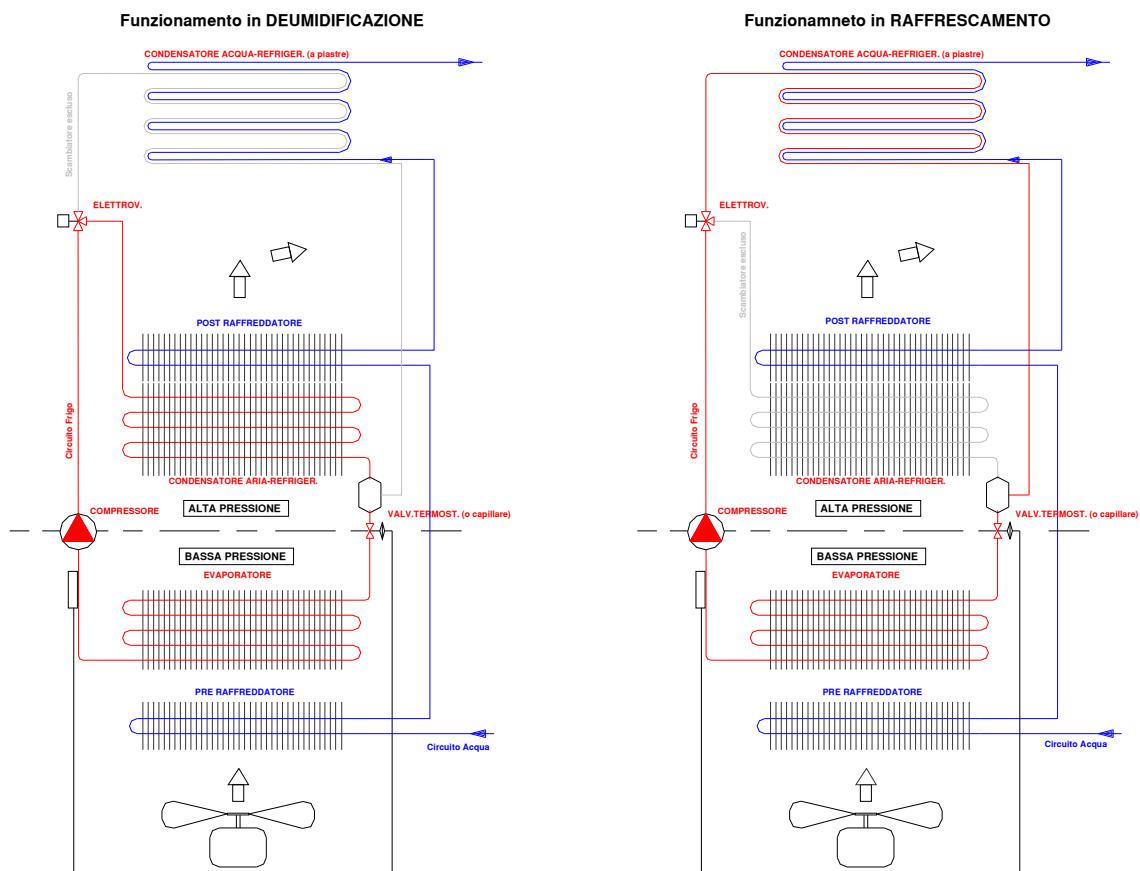 Funzionamento in DEUMIDIFICAZIONE
CONDENSATORE ACQUA-REFRIGER. (a piastre)
Scambiatore escluso
ELETTROV.
POST RAFFREDDATORE
Circuito Frigo
CONDENSATORE ARIA-REFRIGER.
COMPRESSORE
ALTA PRESSIONE
VALV.TERMOST. (o capillare)
BASSA PRESSIONE
EVAPORATORE
PRE RAFFREDDATORE
Circuito Acqua
Funzionamneto in RAFFRESCAMENTO
CONDENSATORE ACQUA-REFRIGER. (a piastre)
ELETTROV.
Scambiatore escluso
POST RAFFREDDATORE
Circuito Frigo
CONDENSATORE ARIA-REFRIGER.
COMPRESSORE
ALTA PRESSIONE
VALV.TERMOST. (o capillare)
BASSA PRESSIONE
EVAPORATORE
PRE RAFFREDDATORE
Circuito Acqua